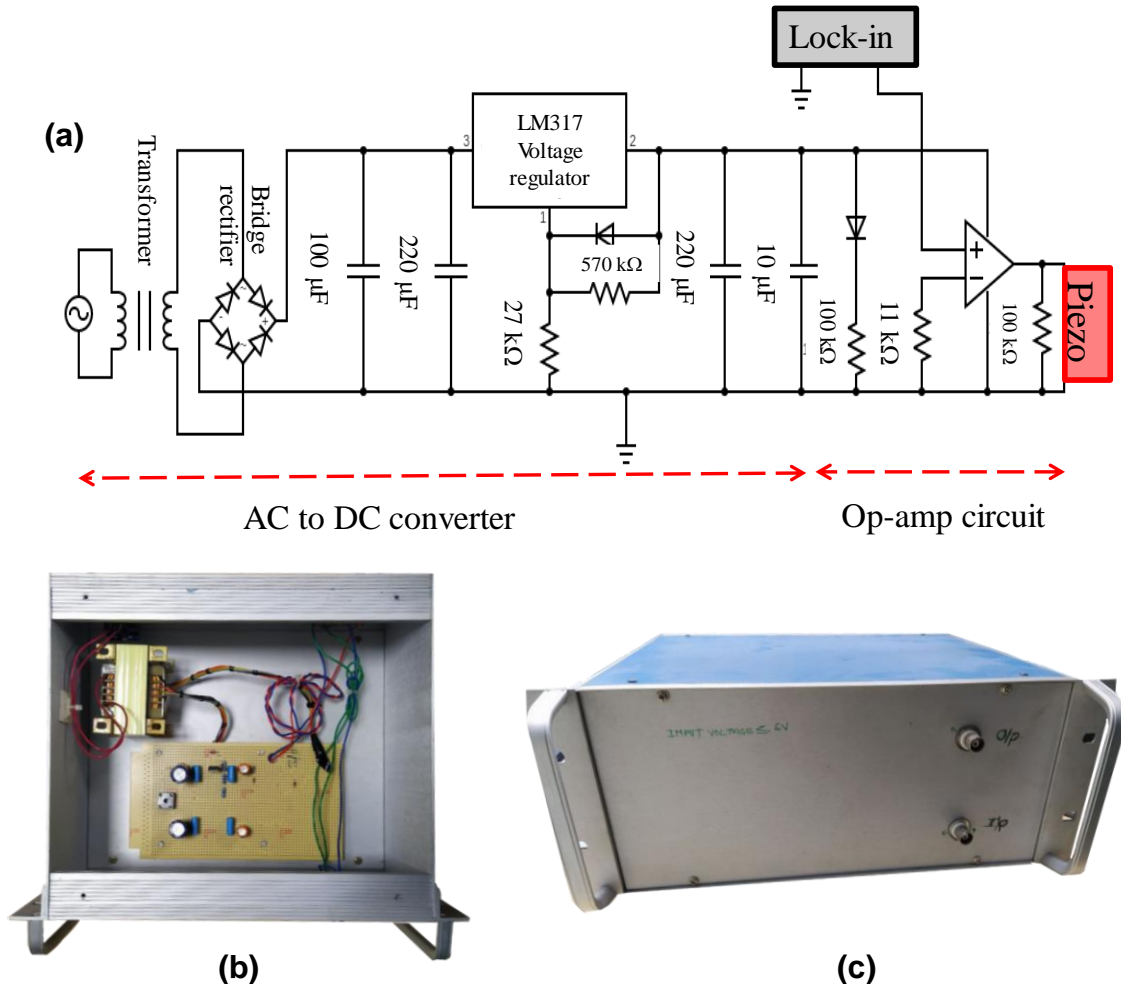 Lock-in
(a)
Transformer
Bridge
rectifier
100 µF
220 µF
3
LM317
Voltage
regulator
2
1
570 kΩ
27 kΩ
220 µF
10 µF
100 kΩ
11 kΩ
+
−
100 kΩ
Piezo
AC to DC converter
Op-amp circuit
INPUT VOLTAGE ≤ 6V
O/P
I/P
(b)
(c)